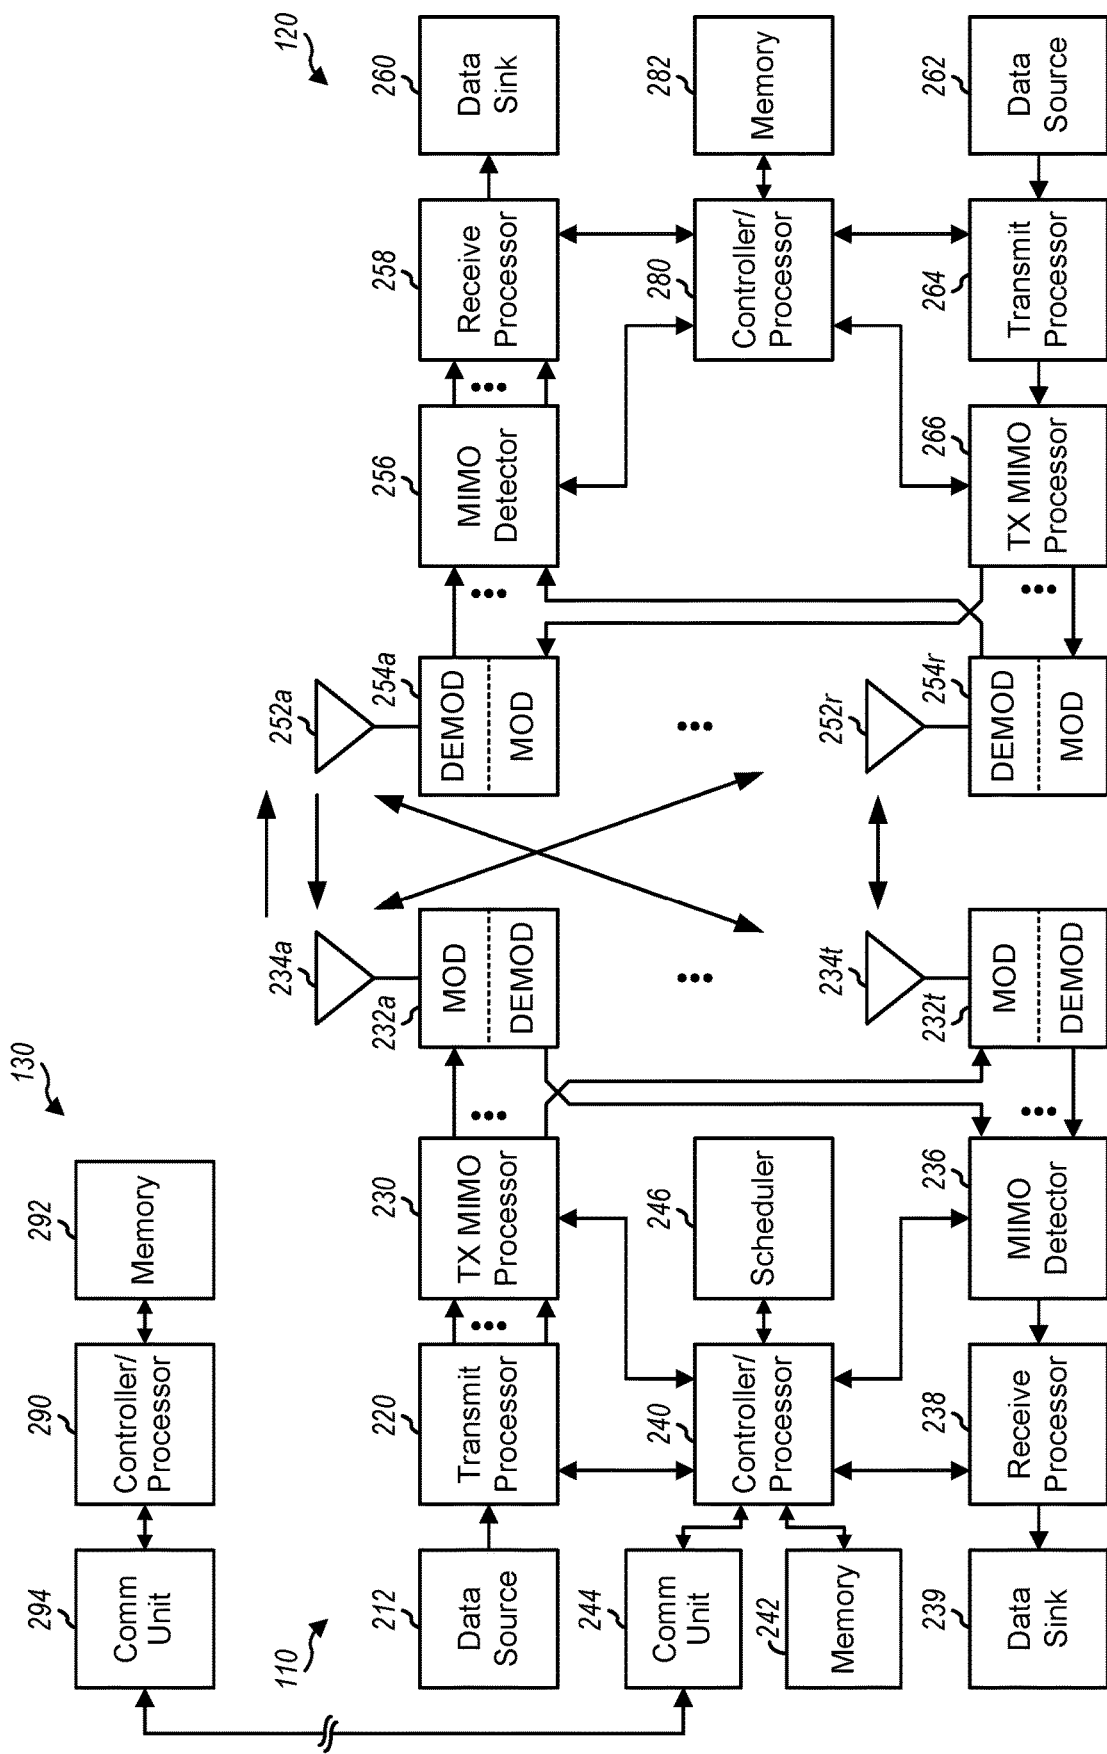 130
294
290
292
Comm
Unit
Controller/
Processor
Memory
110
120
212
220
230
232a
234a
252a
254a
256
258
260
Data
Source
Transmit
Processor
TX MIMO
Processor
MOD
DEMOD
DEMOD
MOD
MIMO
Detector
Receive
Processor
Data
Sink
244
240
246
280
282
Comm
Unit
Controller/
Processor
Scheduler
Controller/
Processor
Memory
242
Memory
234t
252r
239
238
236
232t
254r
266
264
262
Data
Sink
Receive
Processor
MIMO
Detector
MOD
DEMOD
DEMOD
MOD
TX MIMO
Processor
Transmit
Processor
Data
Source